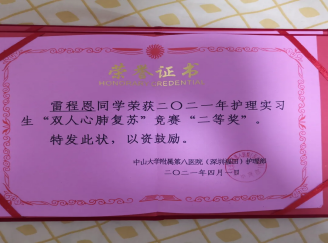 荣誉证书
HONORARY CREDENTIAL
雷程恩同学荣获二〇二一年护理实习
生“双人心肺复苏”竞赛“二等奖”。
特发此状，以资鼓励。
中山大学附属第八医院（深圳福田）护理部
二〇二一年四月一日